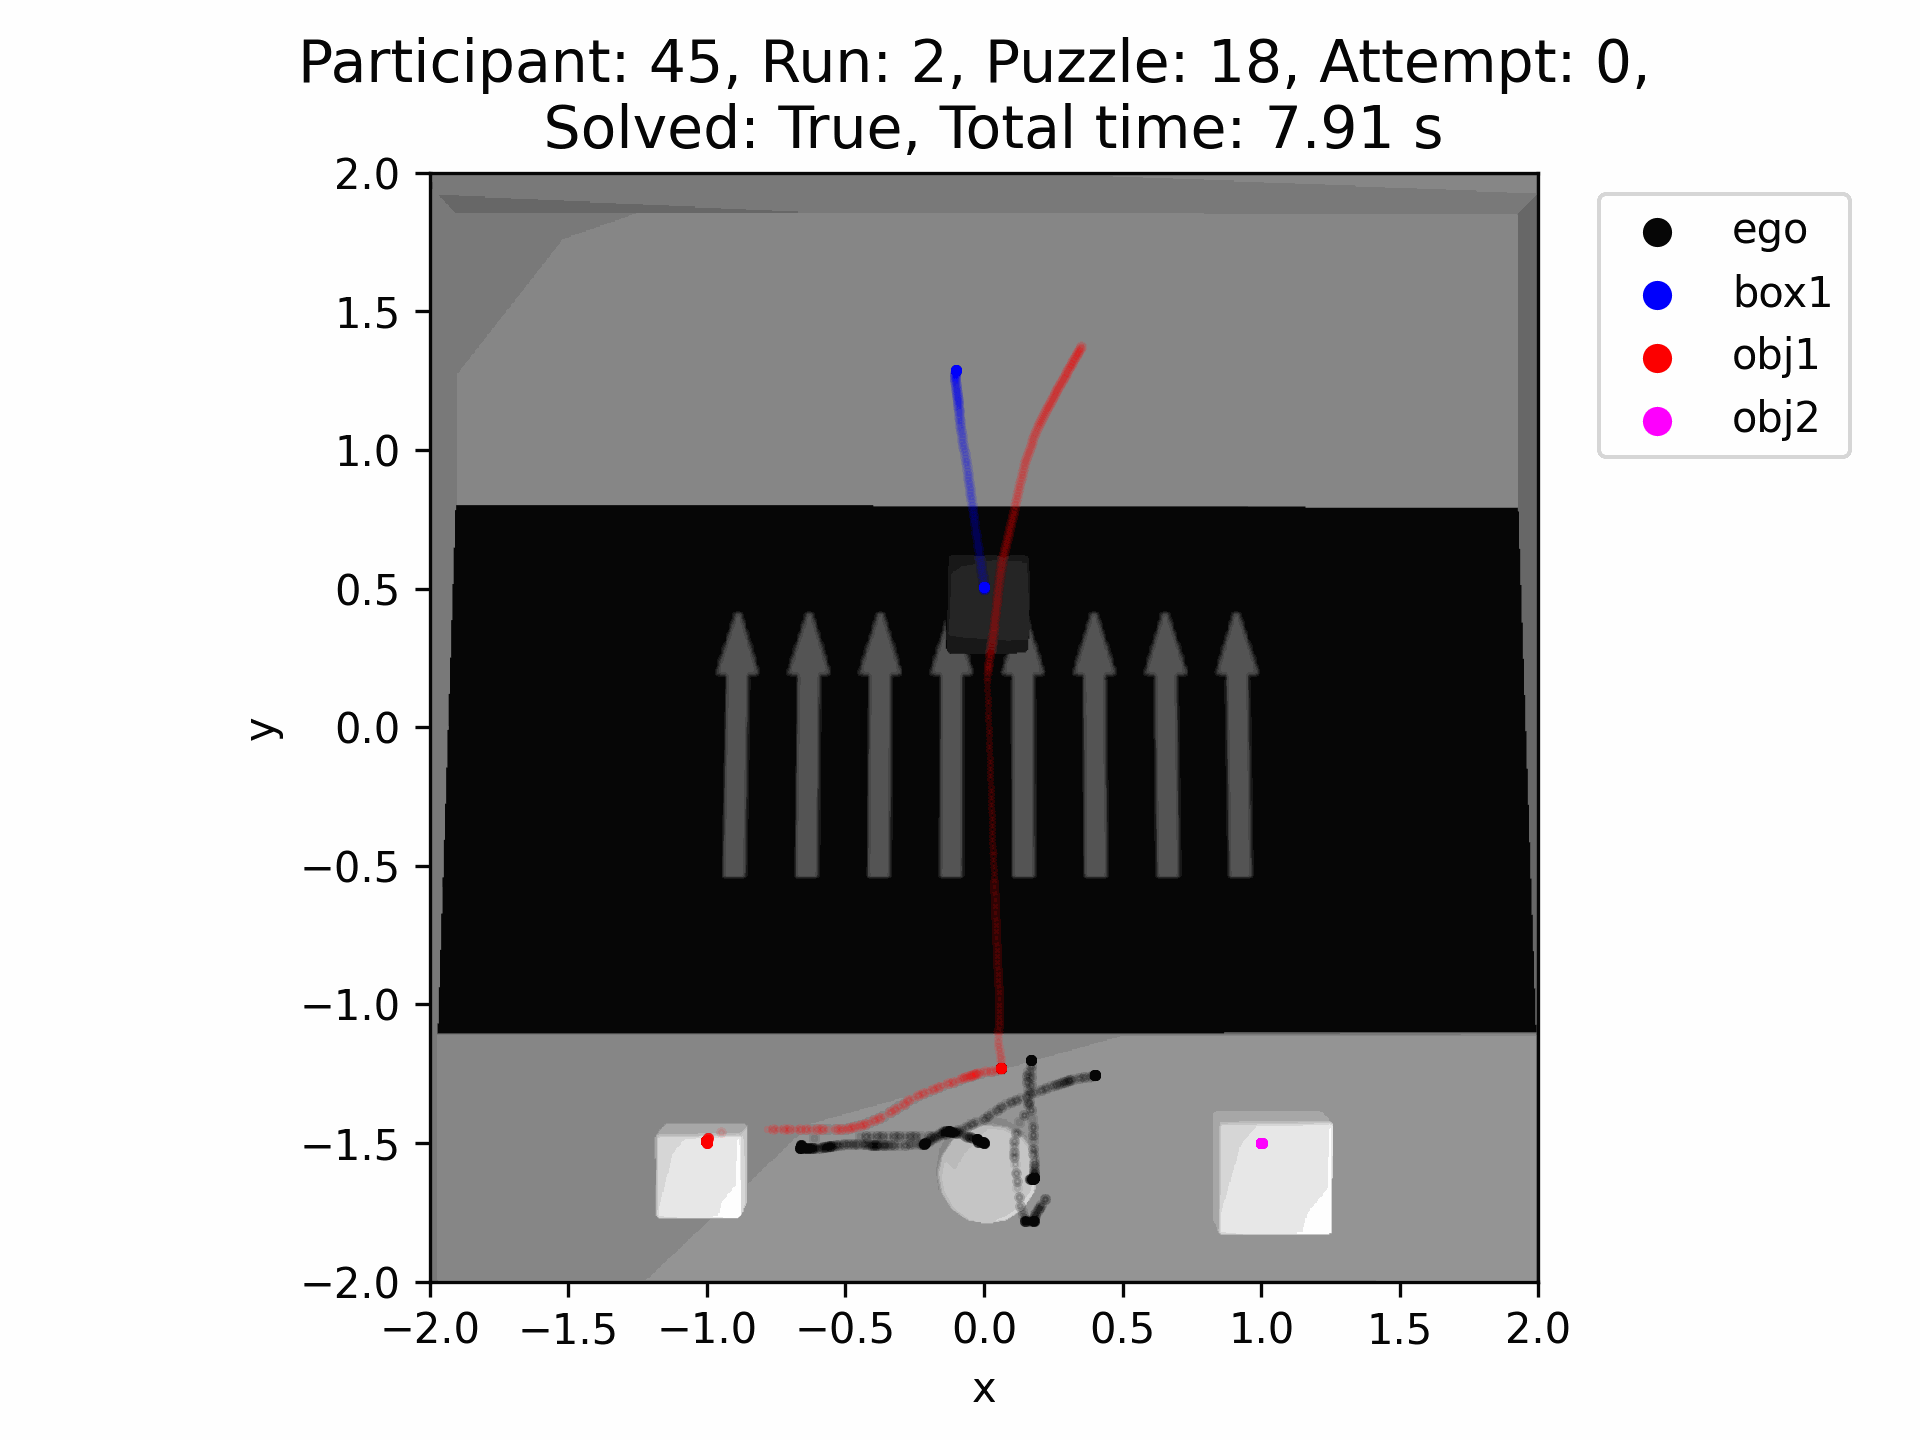 Participant: 45, Run: 2, Puzzle: 18, Attempt: 0,
Solved: True, Total time: 7.91 s
2.0
1.5
1.0
0.5
0.0
−0.5
−1.0
−1.5
−2.0
y
−2.0 −1.5 −1.0 −0.5 0.0 0.5 1.0 1.5 2.0
x
ego
box1
obj1
obj2